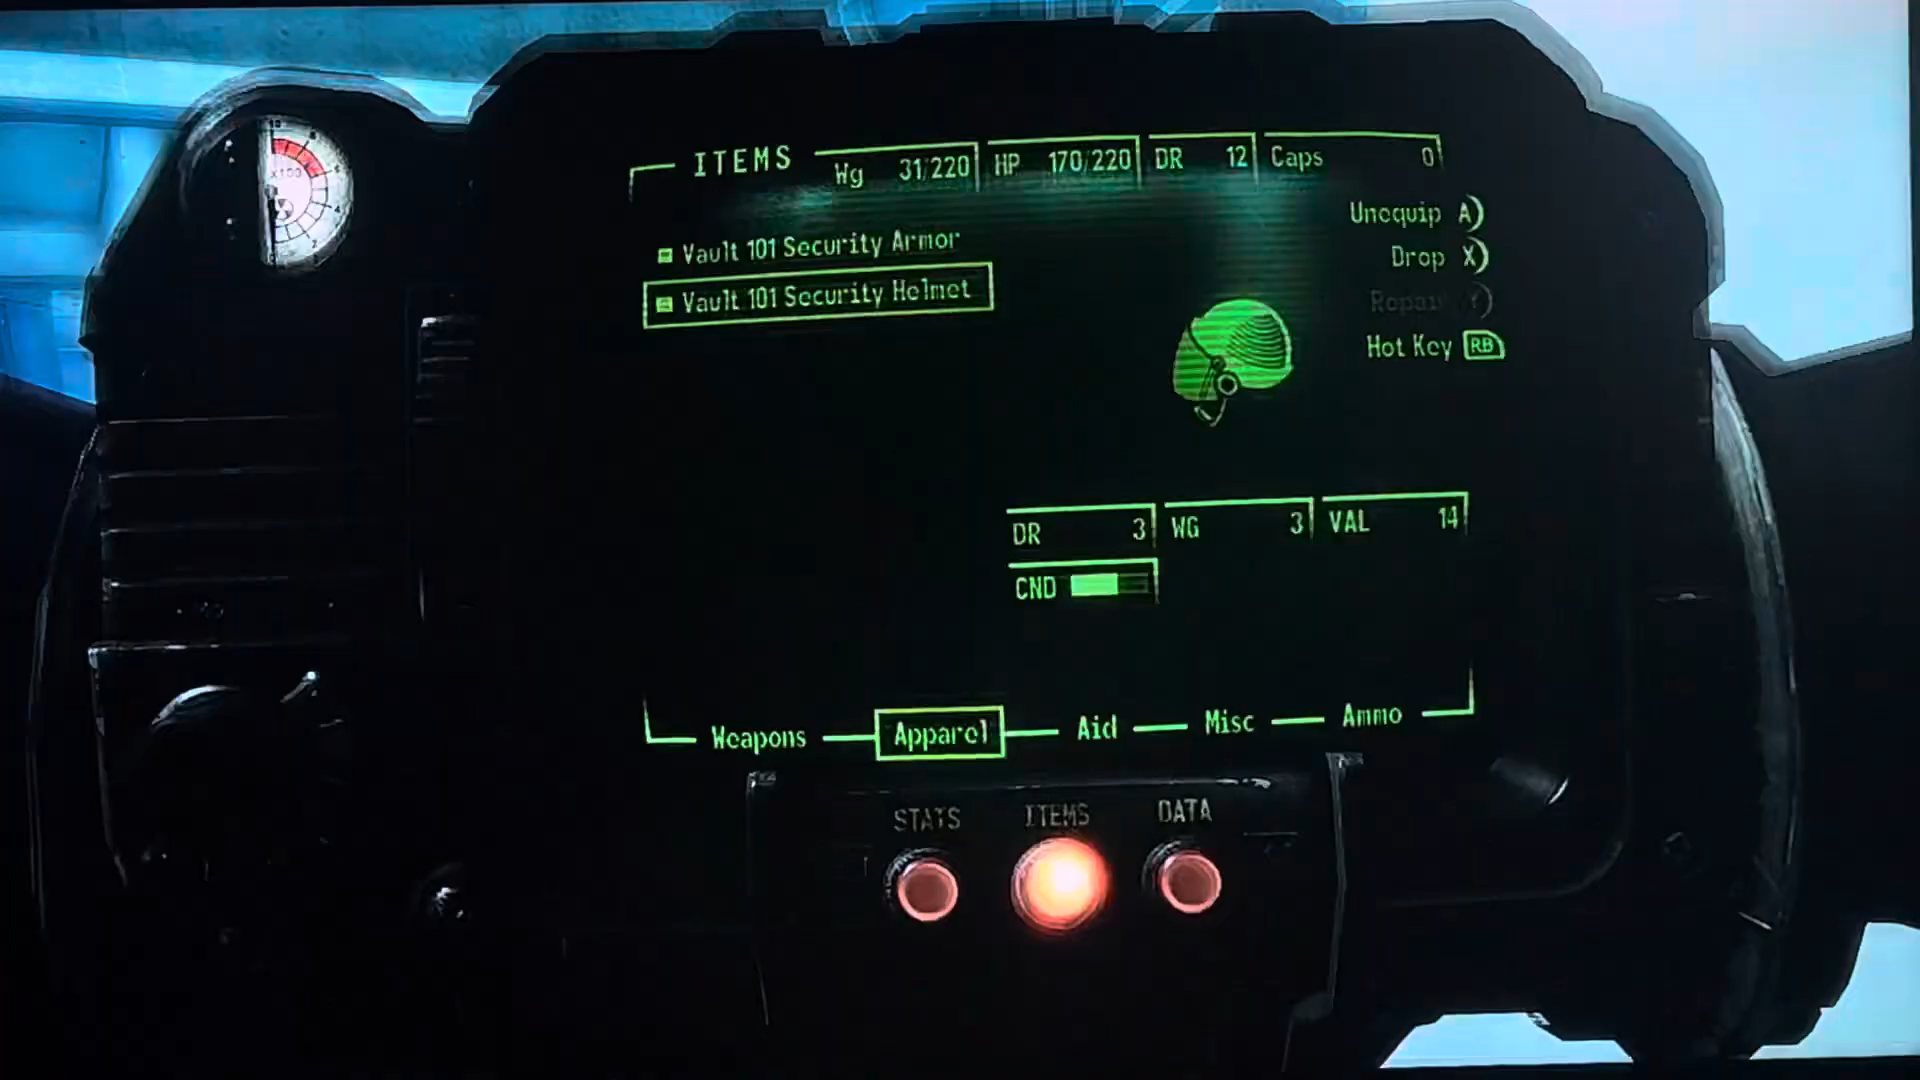 ITEMS Wg 31/220 HP 170/220 DR 12 Caps 0
Unequip A)
Vault 101 Security Armor
Drop X)
Vault 101 Security Helmet
Repair Y)
Hot Key RB
DR 3 WG 3 VAL 14
CND
Weapons Apparel Aid Misc Ammo
STATS ITEMS DATA
X100